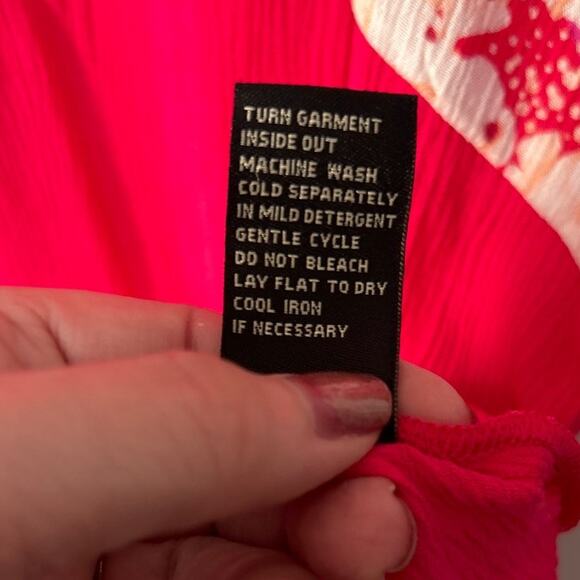 TURN GARMENT
INSIDE OUT
MACHINE WASH
COLD SEPARATELY
IN MILD DETERGENT
GENTLE CYCLE
DO NOT BLEACH
LAY FLAT TO DRY
COOL IRON
IF NECESSARY